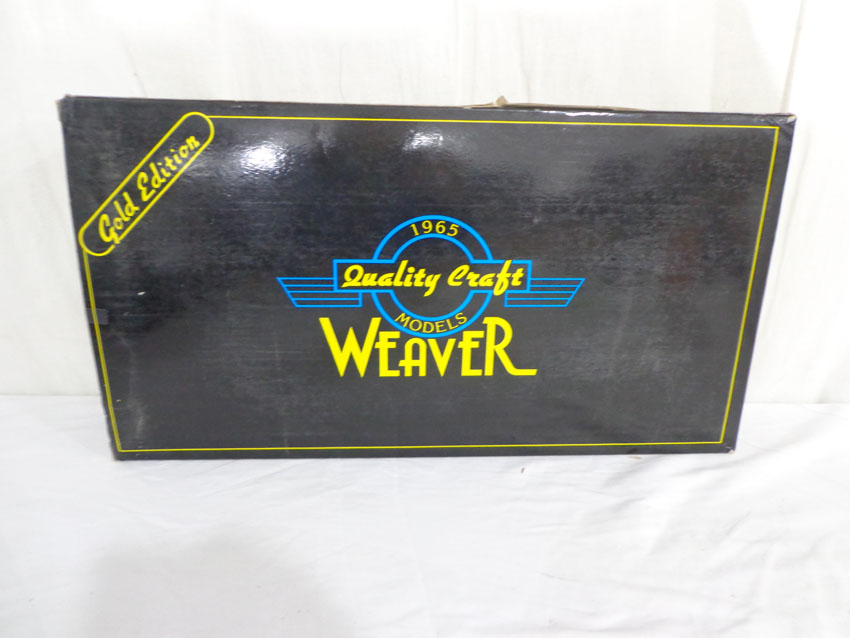 Gold Edition
1965
Quality Craft
MODELS
WEAVER